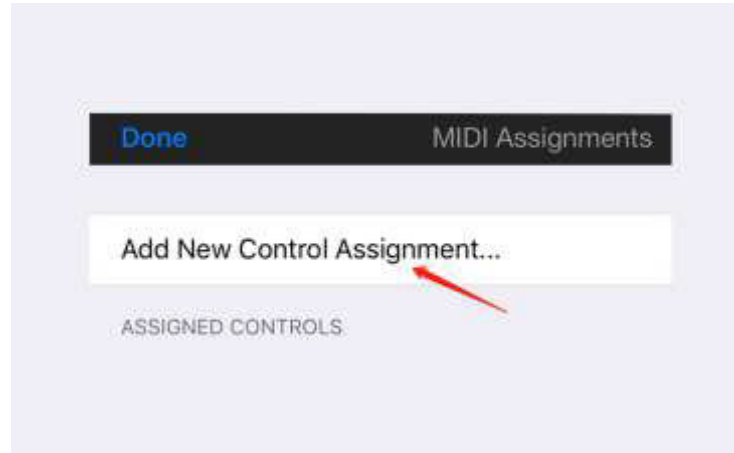 Done MIDI Assignments
Add New Control Assignment...
ASSIGNED CONTROLS